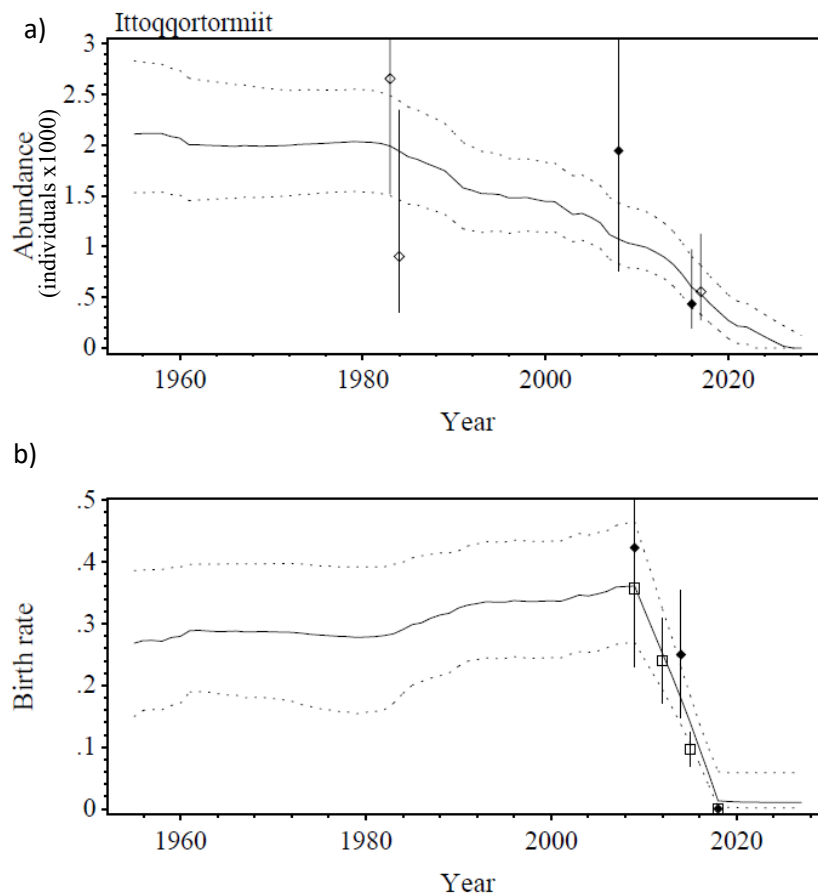 a)
Ittoqqortormiit
Abundance
(individuals x1000)
3
2.5
2
1.5
1
.5
0
1960
1980
2000
2020
Year
b)
Birth rate
.5
.4
.3
.2
.1
0
1960
1980
2000
2020
Year